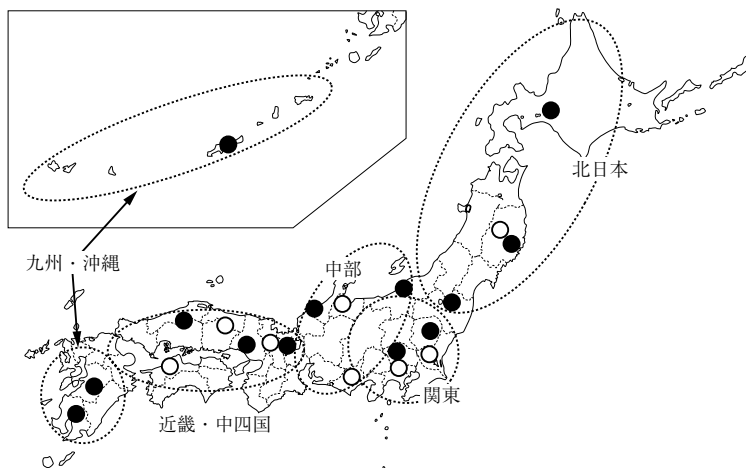 北日本
九州・沖縄
中部
関東
近畿・中四国